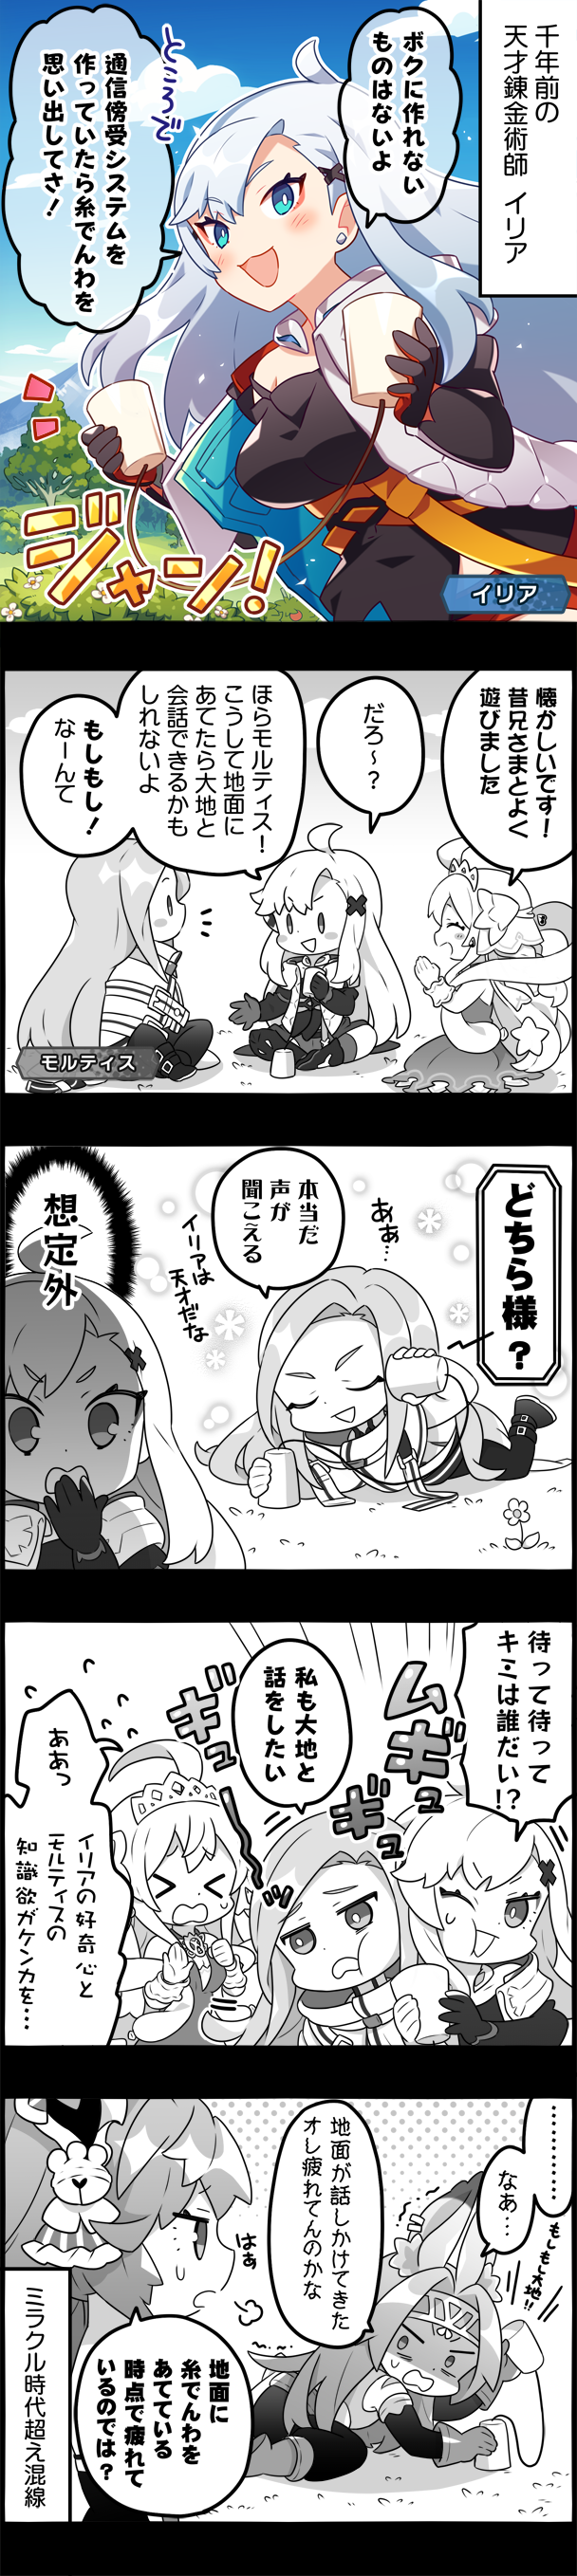 千年前の
天才錬金術師 イリア
ボクに作れない
ものはないよ
ところで
通信傍受システムを
作っていたら糸でんわを
思い出してさ!
ジャン!
イリア
懐かしいです!
昔兄さまとよく
遊びました
だろ〜?
ほらモルティス!
こうして地面に
あてたら大地と
会話できるかも
しれないよ
もしもし!
なーんて
モルティス
どちら様?
ああ…
本当だ
声が
聞こえる
イリアは
天才だな
想定外
待って待って
キミは誰だい!?
ムギュ
ギュ
私も大地と
話をしたい
ギュ
ああっ
イリアの好奇心と
モルティスの
知識欲がケンカを…
…………
なあ…
もしもし大地!!
地面が話しかけてきた
オレ疲れてんのかな
はぁ
地面に
糸でんわを
あてている
時点で疲れて
いるのでは?
ミラクル時代超え混線